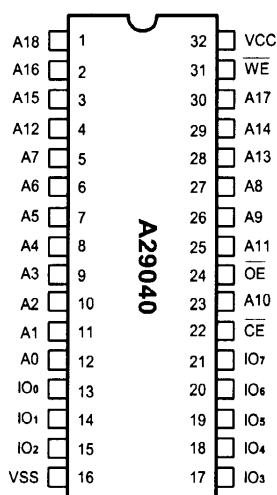 A18 1 32 VCC
A16 2 31 W̅E̅
A15 3 30 A17
A12 4 29 A14
A7 5 28 A13
A6 6 27 A8
A5 7 26 A9
A4 8 25 A11
A3 9 24 O̅E̅
A2 10 23 A10
A1 11 22 C̅E̅
A0 12 21 IO7
IO0 13 20 IO6
IO1 14 19 IO5
IO2 15 18 IO4
VSS 16 17 IO3
A29040